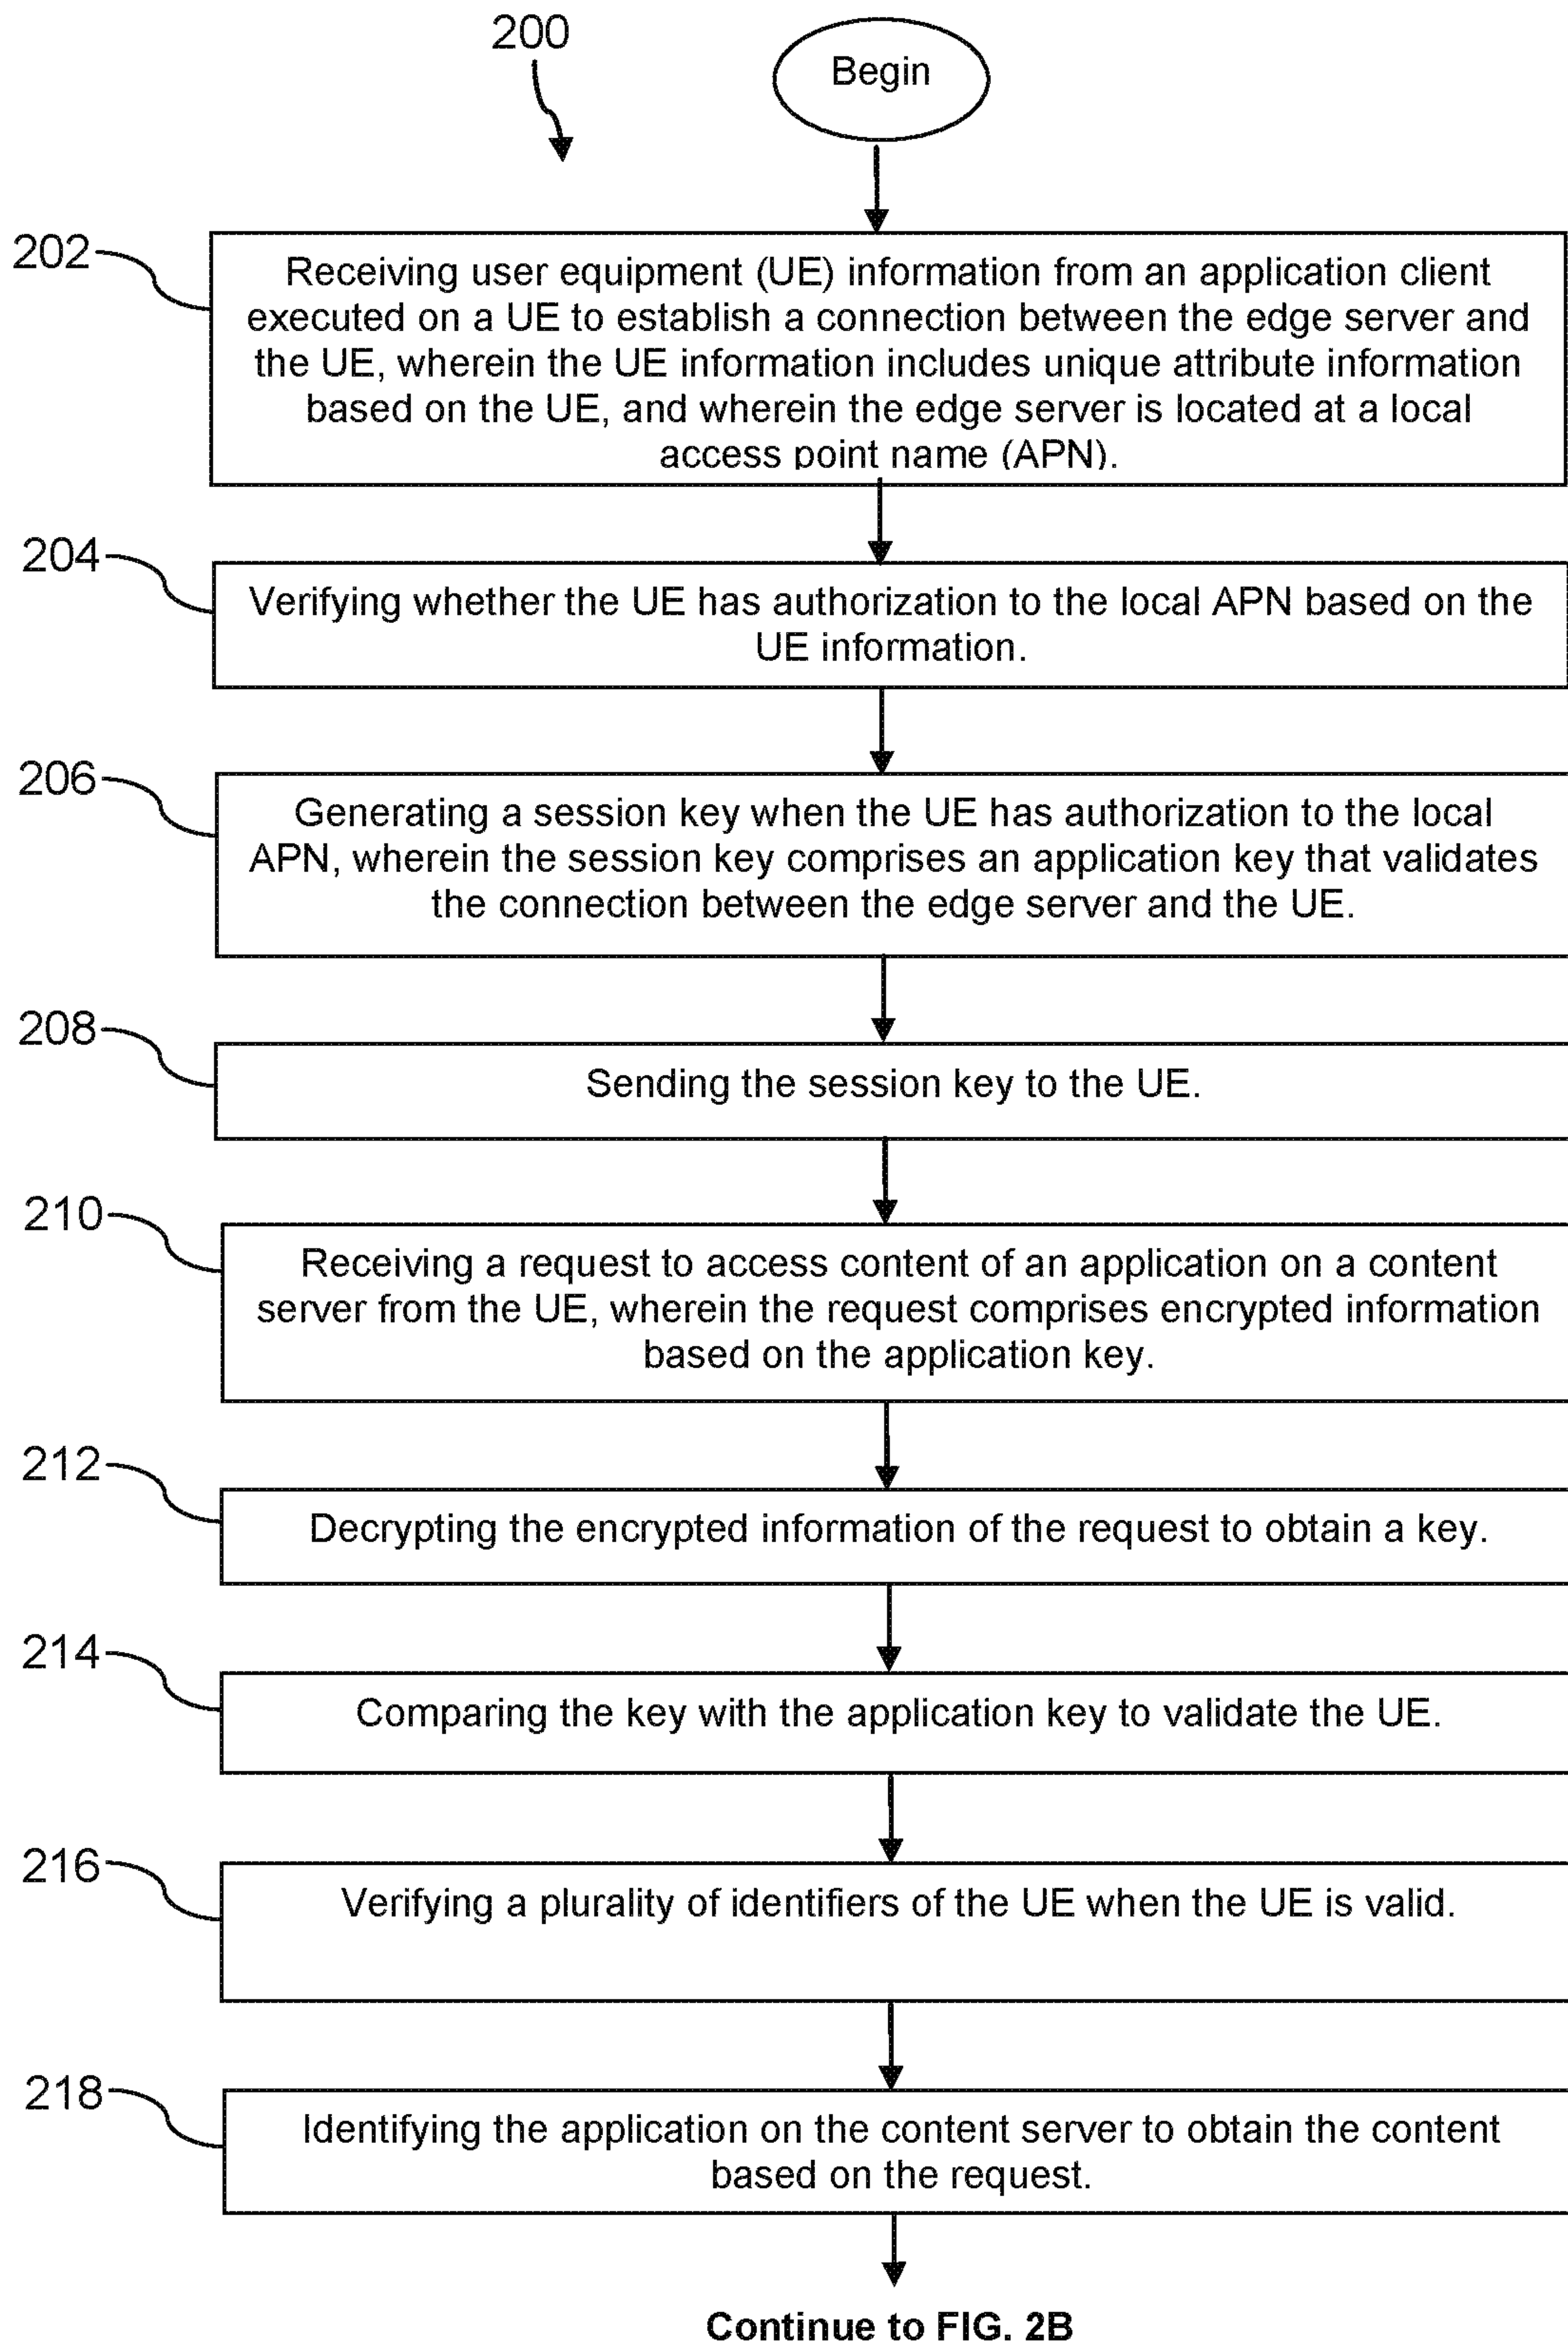 200
Begin
202
Receiving user equipment (UE) information from an application client
executed on a UE to establish a connection between the edge server and
the UE, wherein the UE information includes unique attribute information
based on the UE, and wherein the edge server is located at a local
access point name (APN).
204
Verifying whether the UE has authorization to the local APN based on the
UE information.
206
Generating a session key when the UE has authorization to the local
APN, wherein the session key comprises an application key that validates
the connection between the edge server and the UE.
208
Sending the session key to the UE.
210
Receiving a request to access content of an application on a content
server from the UE, wherein the request comprises encrypted information
based on the application key.
212
Decrypting the encrypted information of the request to obtain a key.
214
Comparing the key with the application key to validate the UE.
216
Verifying a plurality of identifiers of the UE when the UE is valid.
218
Identifying the application on the content server to obtain the content
based on the request.
Continue to FIG. 2B